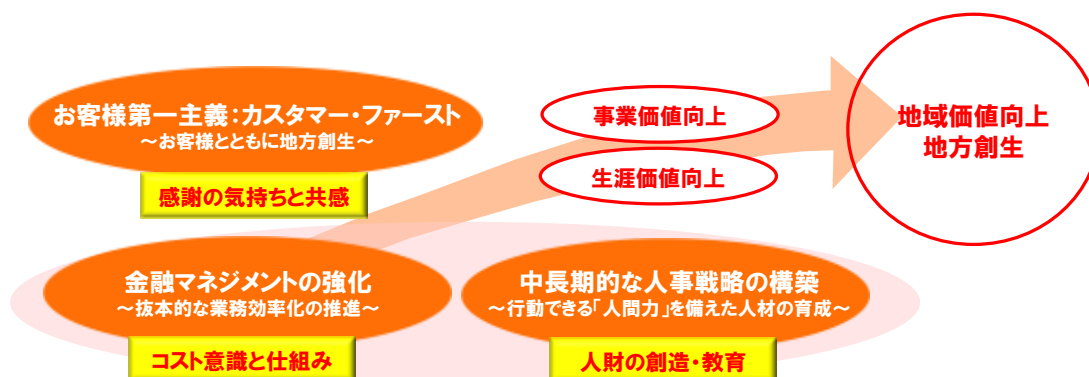 お客様第一主義：カスタマー・ファースト
～お客様とともに地方創生～
感謝の気持ちと共感
事業価値向上
生涯価値向上
地域価値向上
地方創生
金融マネジメントの強化
～抜本的な業務効率化の推進～
コスト意識と仕組み
中長期的な人事戦略の構築
～行動できる「人間力」を備えた人材の育成～
人財の創造・教育